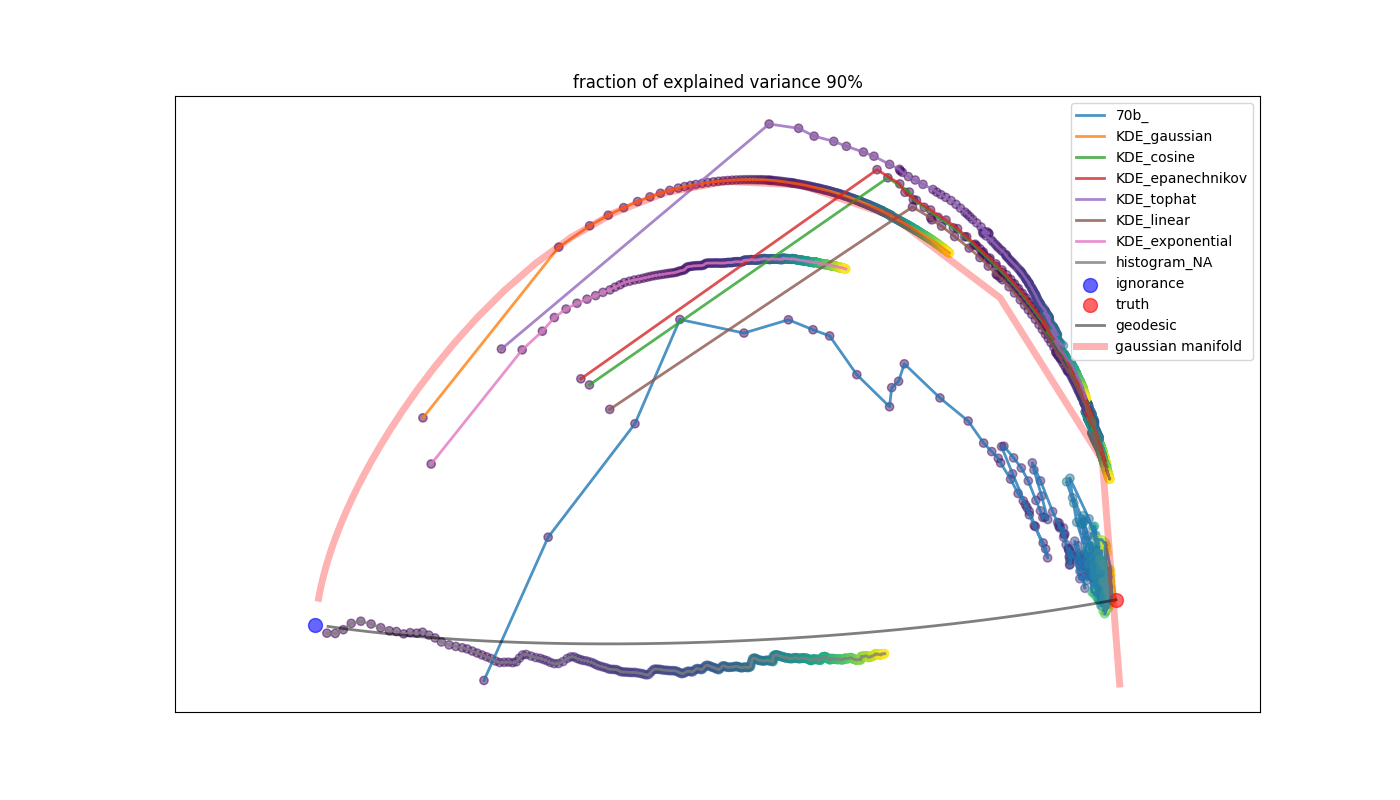 fraction of explained variance 90%
70b_
KDE_gaussian
KDE_cosine
KDE_epanechnikov
KDE_tophat
KDE_linear
KDE_exponential
histogram_NA
ignorance
truth
geodesic
gaussian manifold